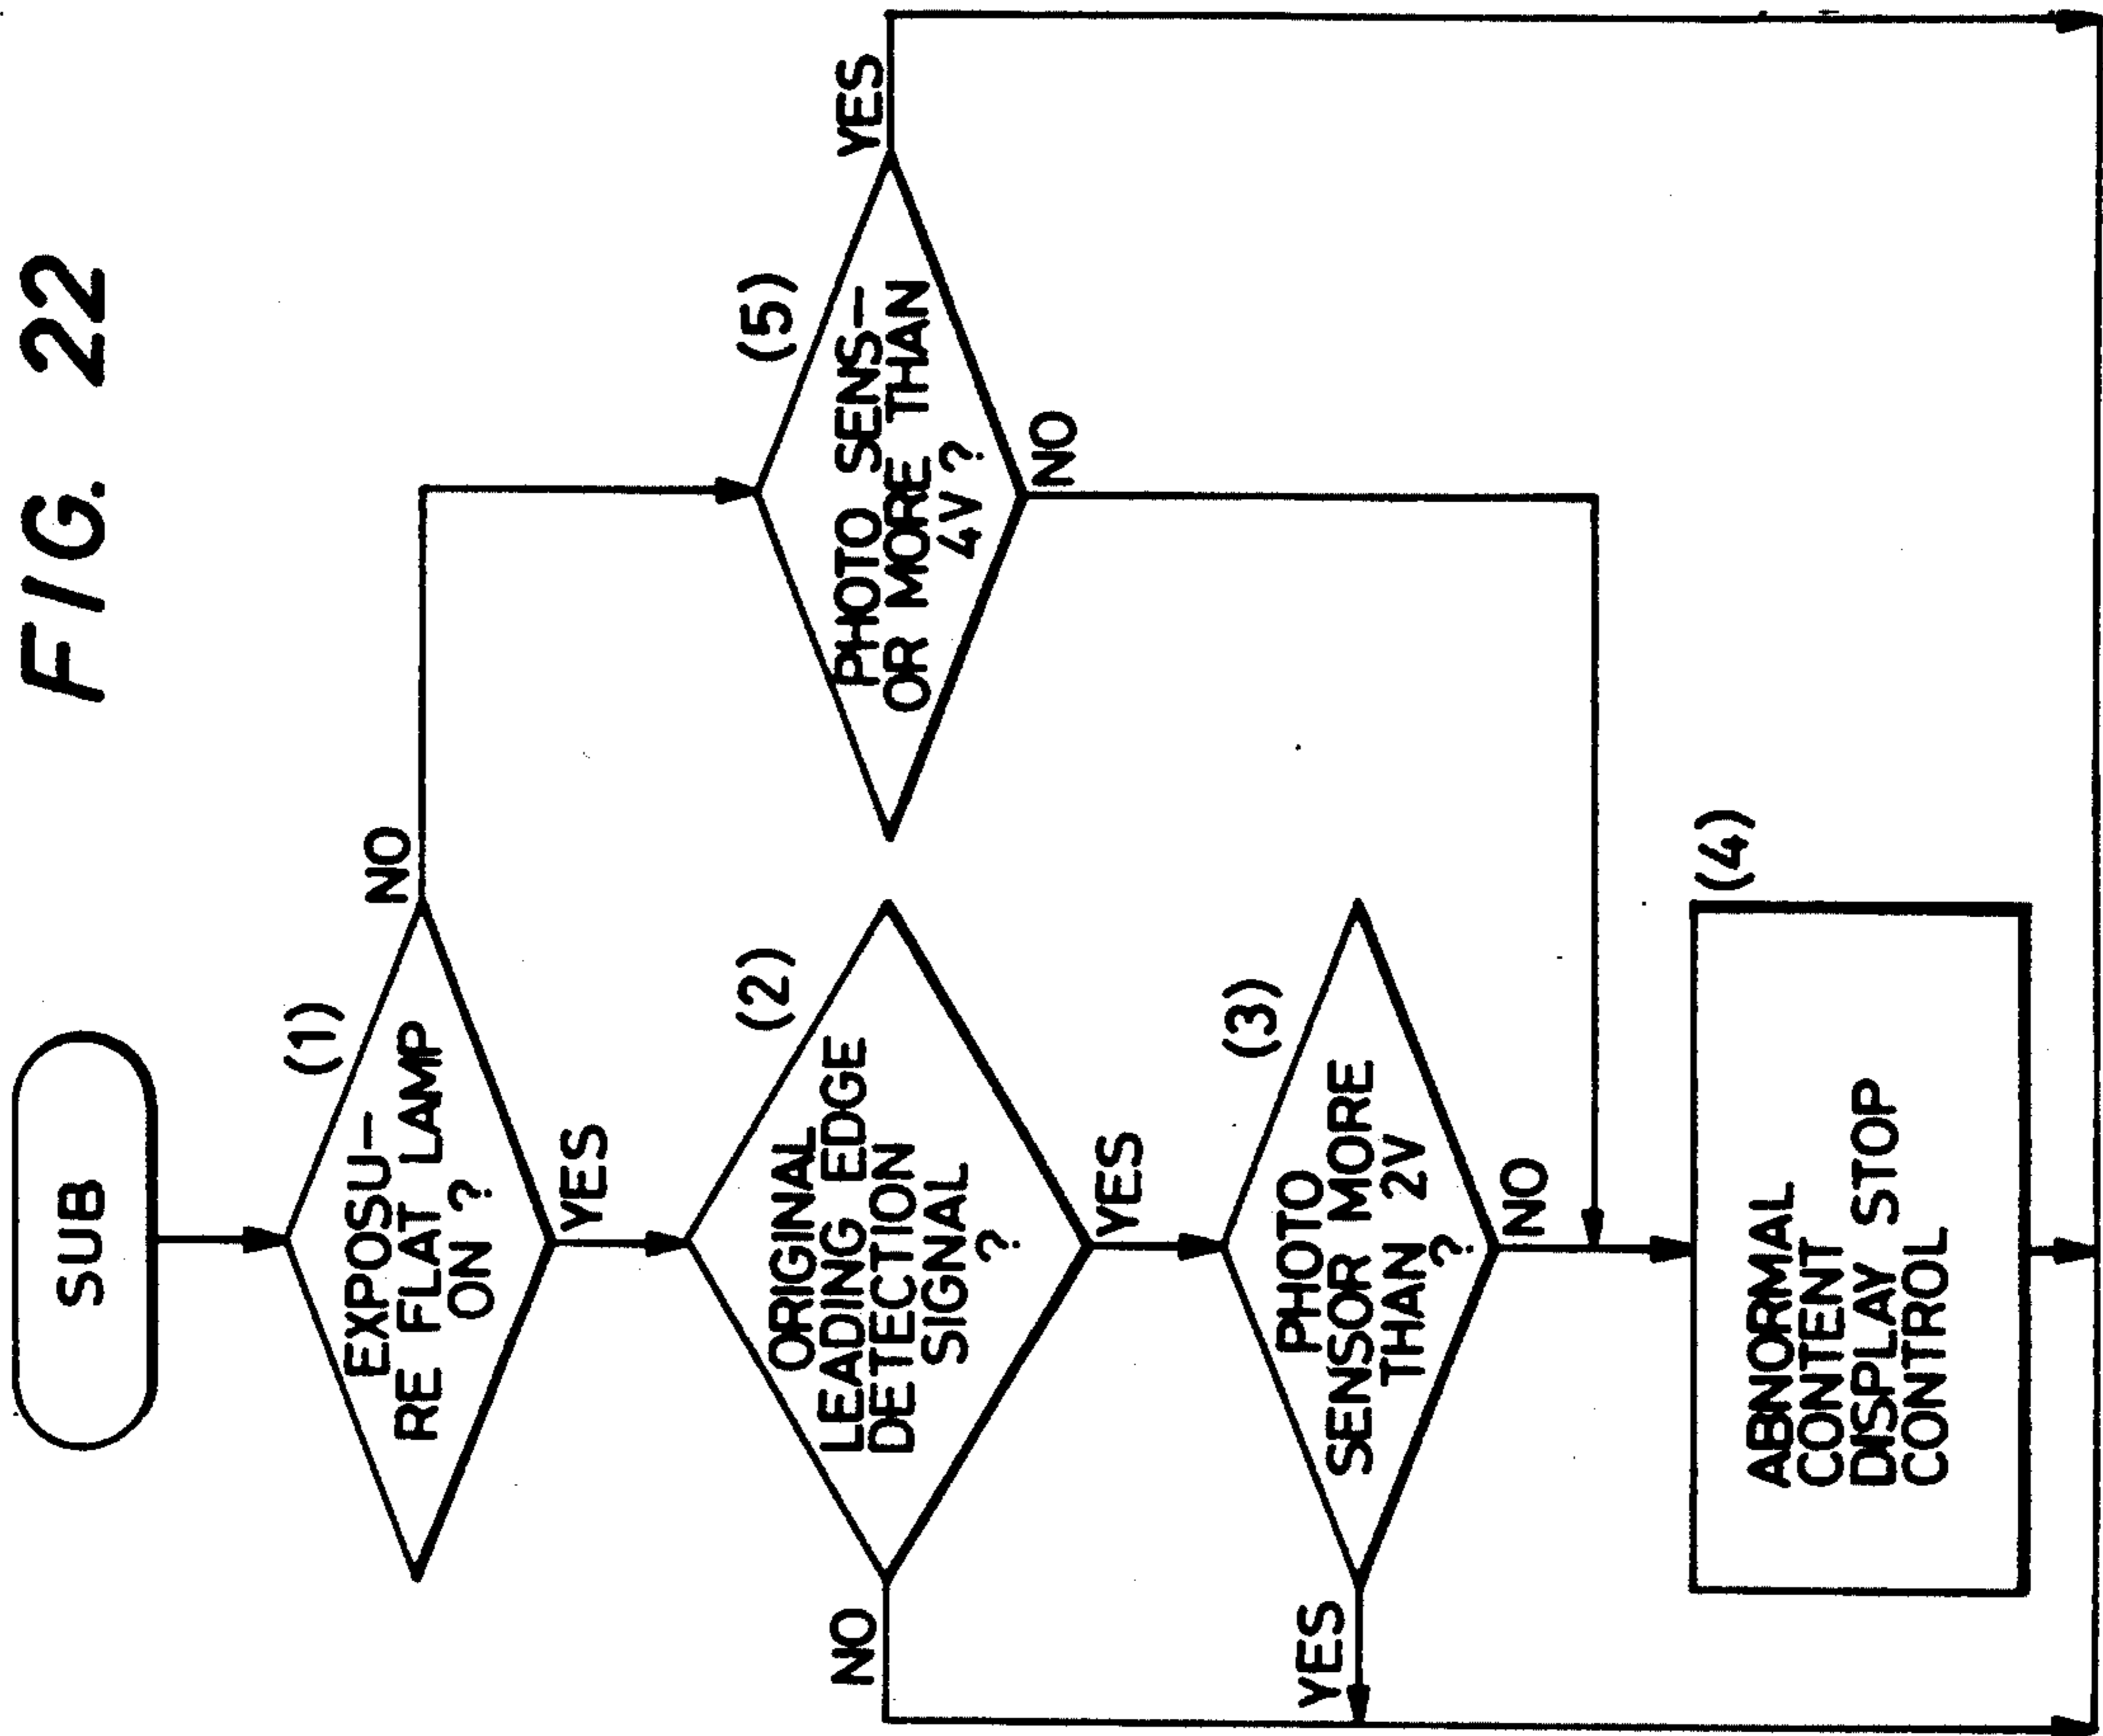 FIG. 22
SUB
(1)
EXPOSU-
RE FLAT LAMP
ON ?
NO
YES
(2)
ORIGINAL
LEADING EDGE
DETECTION
SIGNAL
?
NO
YES
(5)
PHOTO SENS-
OR MORE THAN
4V ?
YES
NO
(3)
PHOTO
SENSOR MORE
THAN 2V
?
YES
NO
(4)
ABNORMAL
CONTENT
DISPLAY STOP
CONTROL